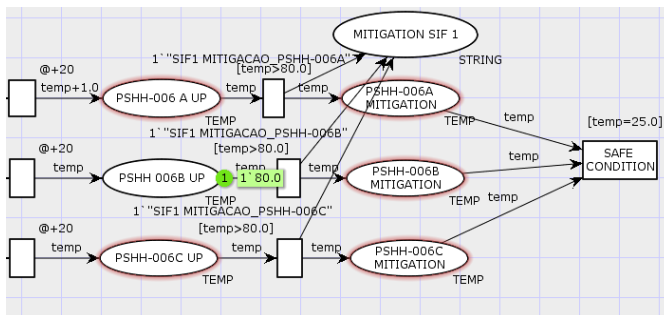 MITIGATION SIF 1
STRING
1`"SIF1 MITIGACAO_PSHH-006A"
@+20
[temp>80.0]
temp+1.0
PSHH-006 A UP
temp
temp
PSHH-006A
MITIGATION
TEMP
TEMP
temp
[temp=25.0]
1`"SIF1 MITIGACAO_PSHH-006B"
@+20
[temp>80.0]
temp
PSHH 006B UP
1
1`80.0
temp
temp
PSHH-006B
MITIGATION
temp
SAFE
CONDITION
TEMP
TEMP
temp
1`"SIF1 MITIGACAO_PSHH-006C"
@+20
[temp>80.0]
temp
PSHH-006C UP
temp
temp
PSHH-006C
MITIGATION
TEMP
TEMP